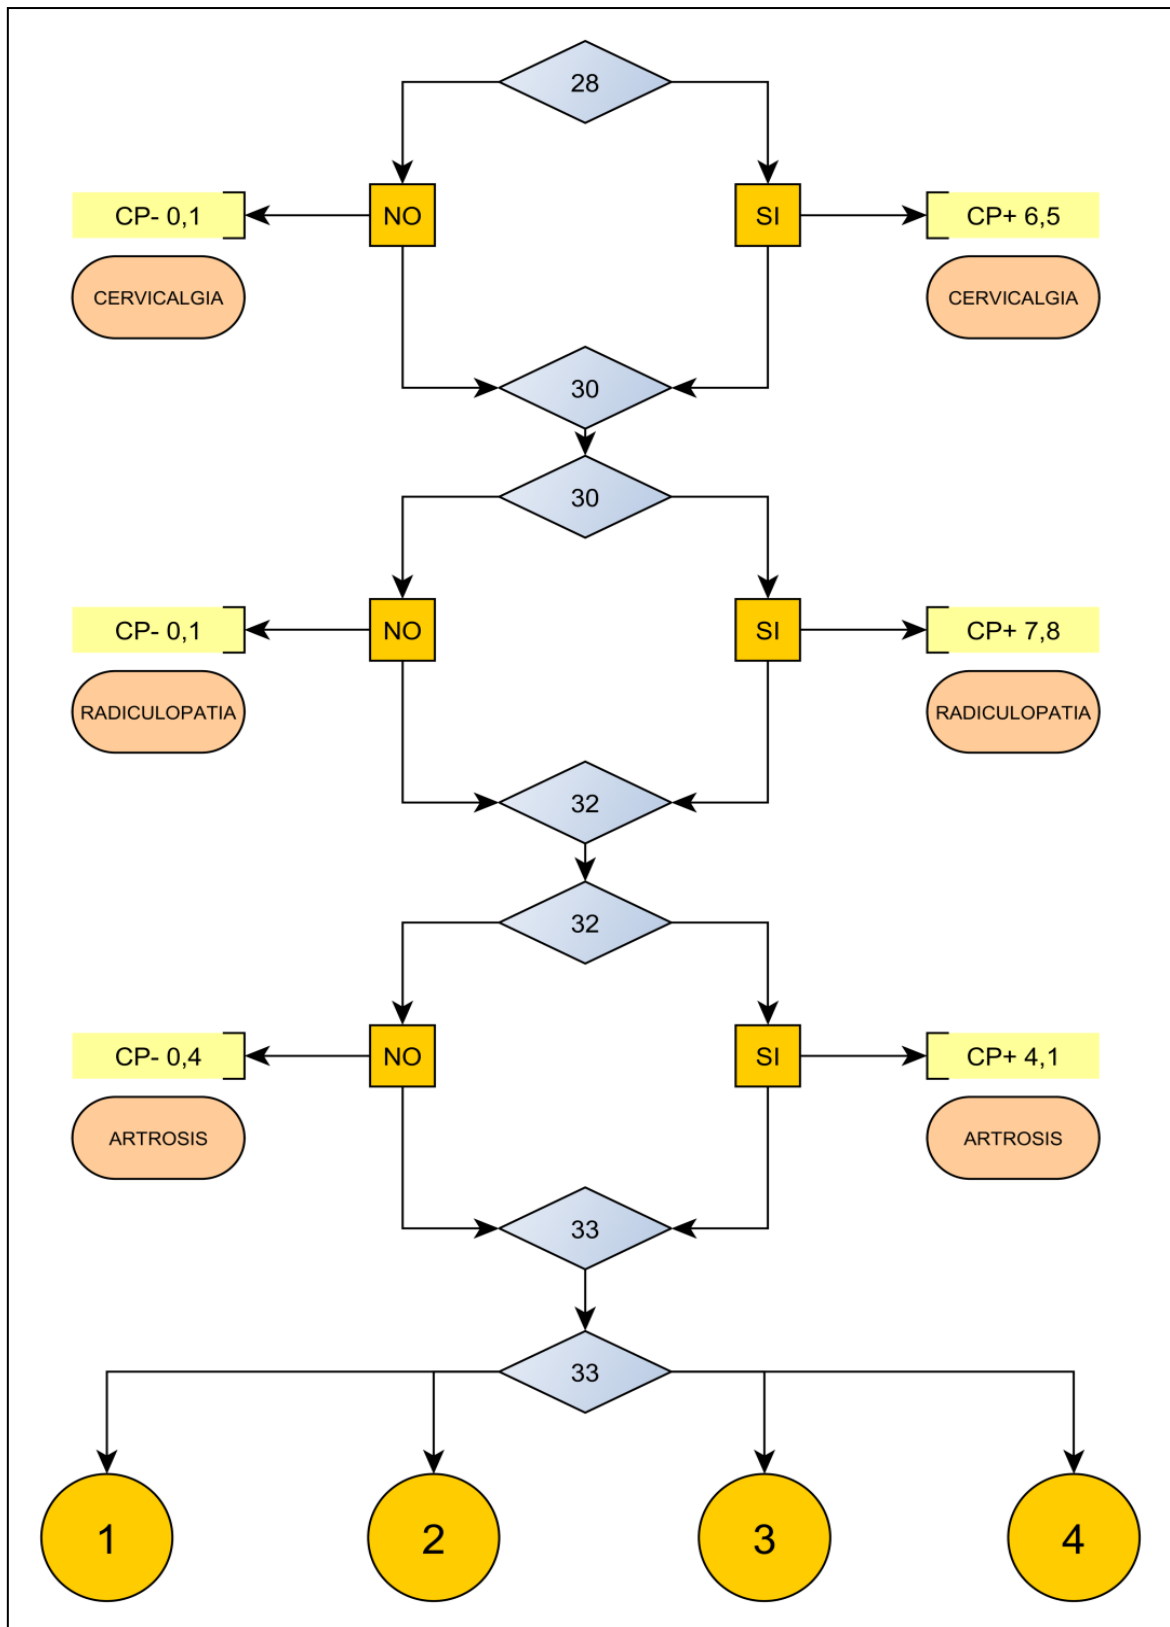 28
CP- 0,1
NO
SI
CP+ 6,5
CERVICALGIA
CERVICALGIA
30
30
CP- 0,1
NO
SI
CP+ 7,8
RADICULOPATIA
RADICULOPATIA
32
32
CP- 0,4
NO
SI
CP+ 4,1
ARTROSIS
ARTROSIS
33
33
1
2
3
4